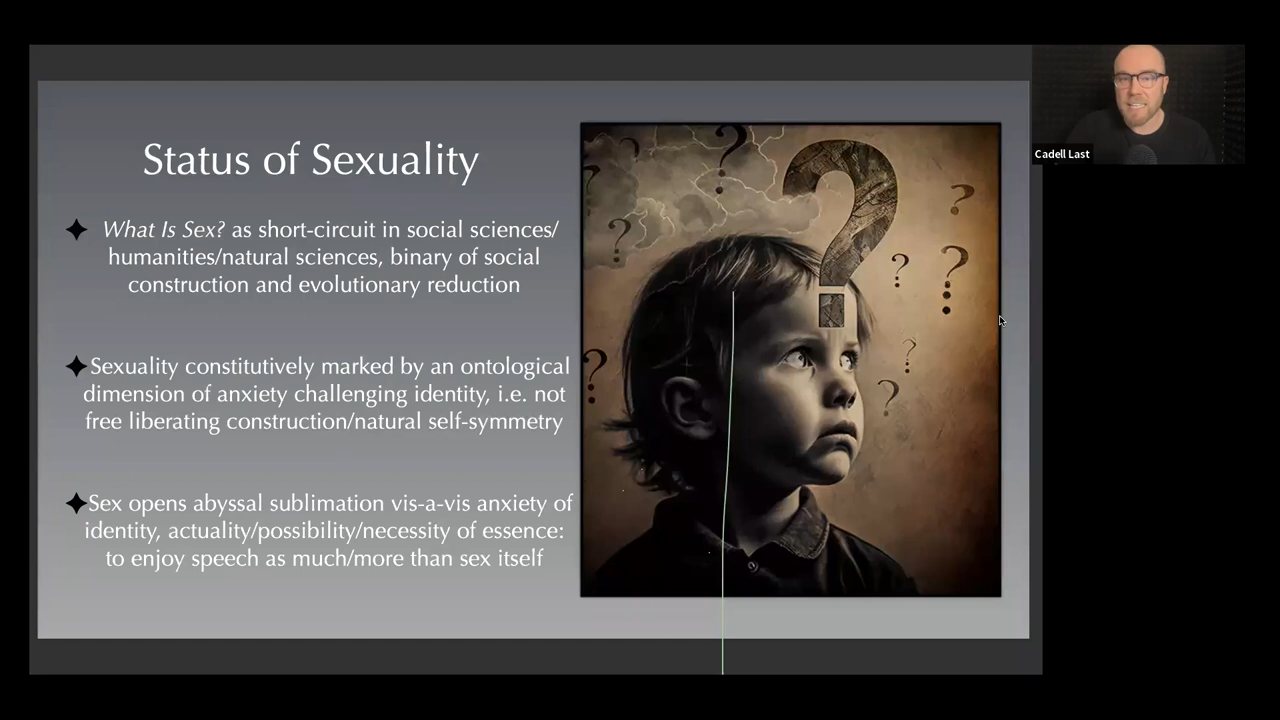 Status of Sexuality
What Is Sex? as short-circuit in social sciences/
humanities/natural sciences, binary of social
construction and evolutionary reduction
Sexuality constitutively marked by an ontological
dimension of anxiety challenging identity, i.e. not
free liberating construction/natural self-symmetry
Sex opens abyssal sublimation vis-a-vis anxiety of
identity, actuality/possibility/necessity of essence:
to enjoy speech as much/more than sex itself
? ? ? ? ? ? ? ? ? ?
Cadell Last